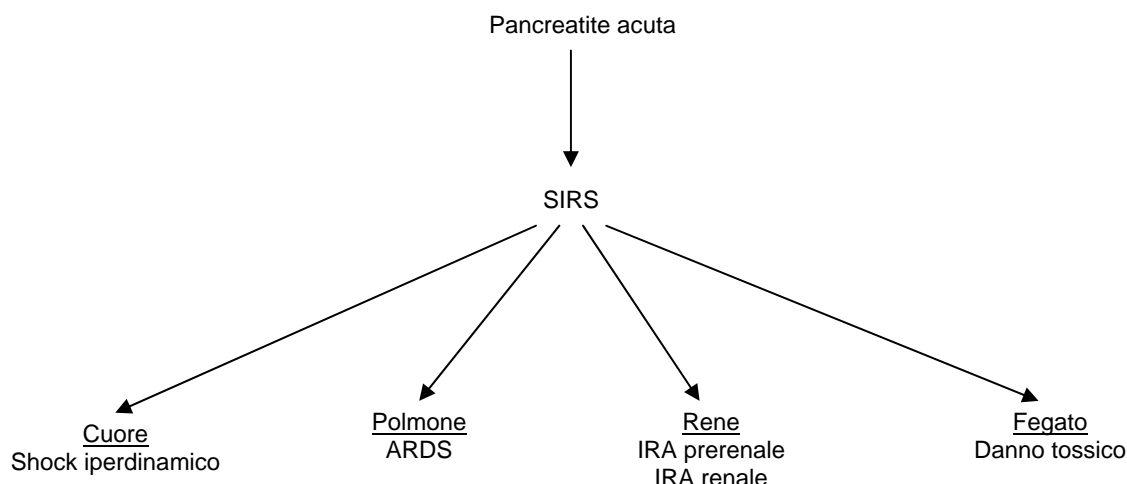 Pancreatite acuta
SIRS
Cuore
Shock iperdinamico
Polmone
ARDS
Rene
IRA prerenale
IRA renale
Fegato
Danno tossico